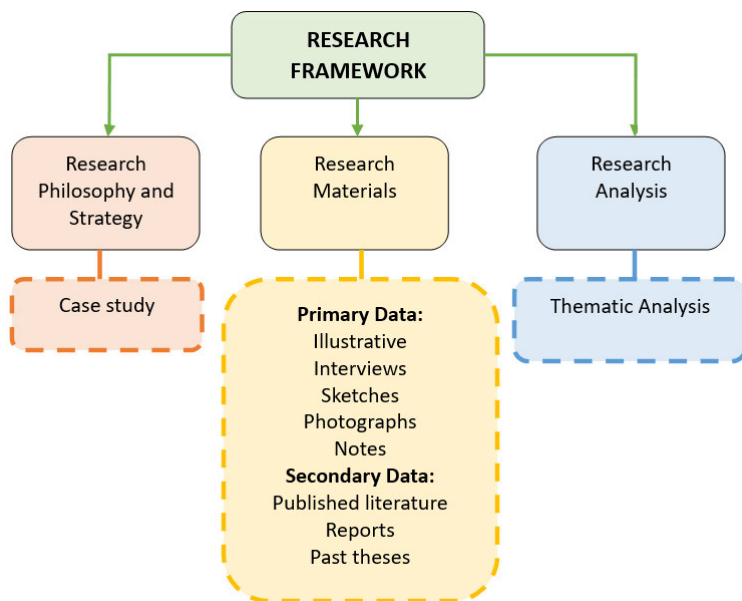 RESEARCH
FRAMEWORK
Research
Philosophy and
Strategy
Research
Materials
Research
Analysis
Case study
Primary Data:
Illustrative
Interviews
Sketches
Photographs
Notes
Secondary Data:
Published literature
Reports
Past theses
Thematic Analysis